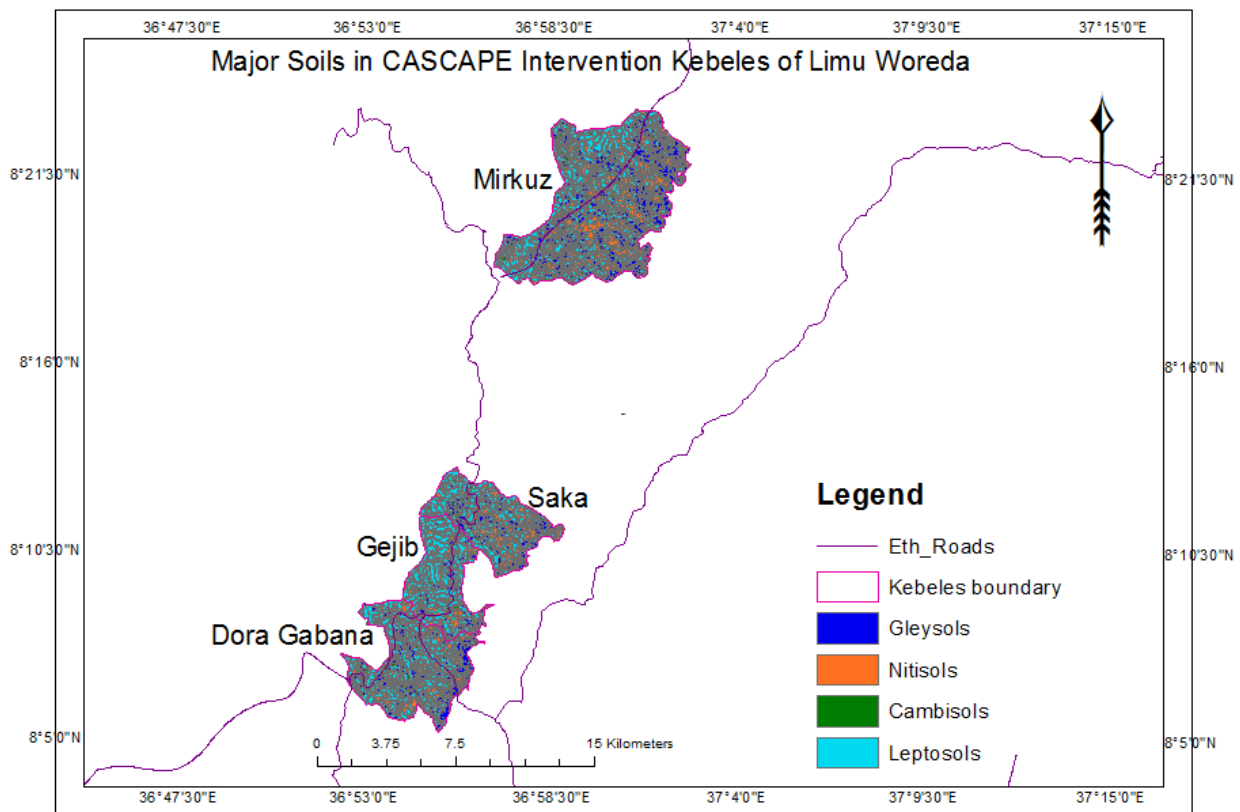 36°47'30"E 36°53'0"E 36°58'30"E 37°4'0"E 37°9'30"E 37°15'0"E
Major Soils in CASCAPE Intervention Kebeles of Limu Woreda
8°21'30"N
Mirkuz
8°21'30"N
8°16'0"N
8°16'0"N
Saka
Legend
8°10'30"N
Gejib
Eth_Roads
8°10'30"N
Kebeles boundary
Gleysols
Dora Gabana
Nitisols
Cambisols
8°5'0"N
0 3.75 7.5 15 Kilometers
Leptosols
8°5'0"N
36°47'30"E 36°53'0"E 36°58'30"E 37°4'0"E 37°9'30"E 37°15'0"E